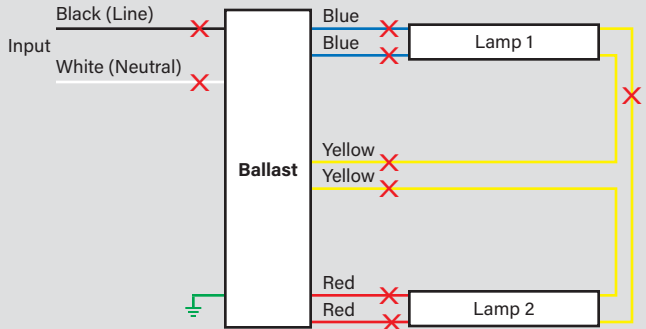 Black (Line)
Input
White (Neutral)
Ballast
Blue
Blue
Lamp 1
Yellow
Yellow
Red
Red
Lamp 2